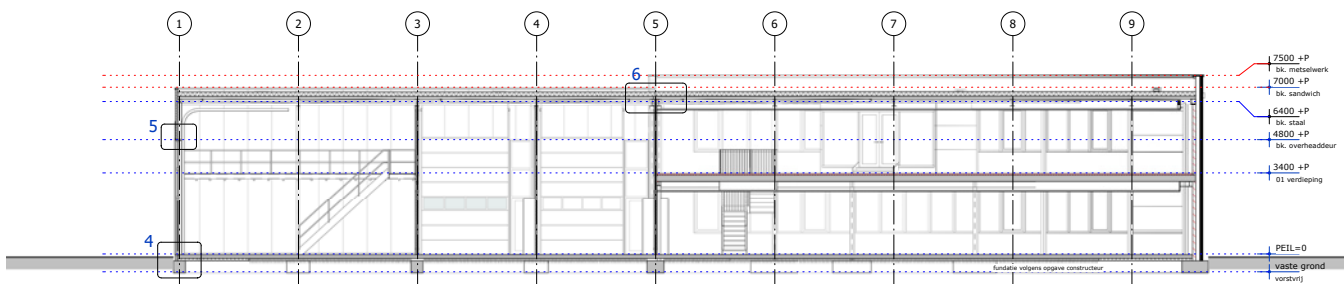 1 2 3 4 5 6 7 8 9
6
7500 +P
bk. metselwerk
7000 +P
bk. sandwich
5
6400 +P
bk. staal
4800 +P
bk. overheaddeur
3400 +P
01 verdieping
4
PEIL=0
fundatie volgens opgave constructeur
vaste grond
vorstvrij